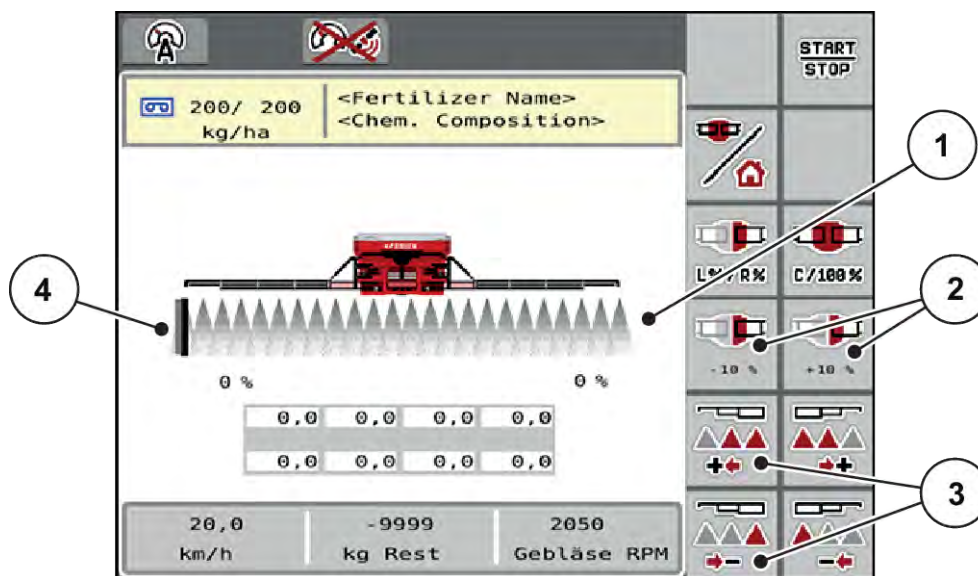 A
START
STOP
200/ 200
kg/ha
<Fertilizer Name>
<Chem. Composition>
1
L%/R%
C/100%
4
2
-10 %
+10 %
0 %
0 %
0,0 0,0 0,0 0,0
0,0 0,0 0,0 0,0
3
20,0
km/h
-9999
kg Rest
2050
Gebläse RPM